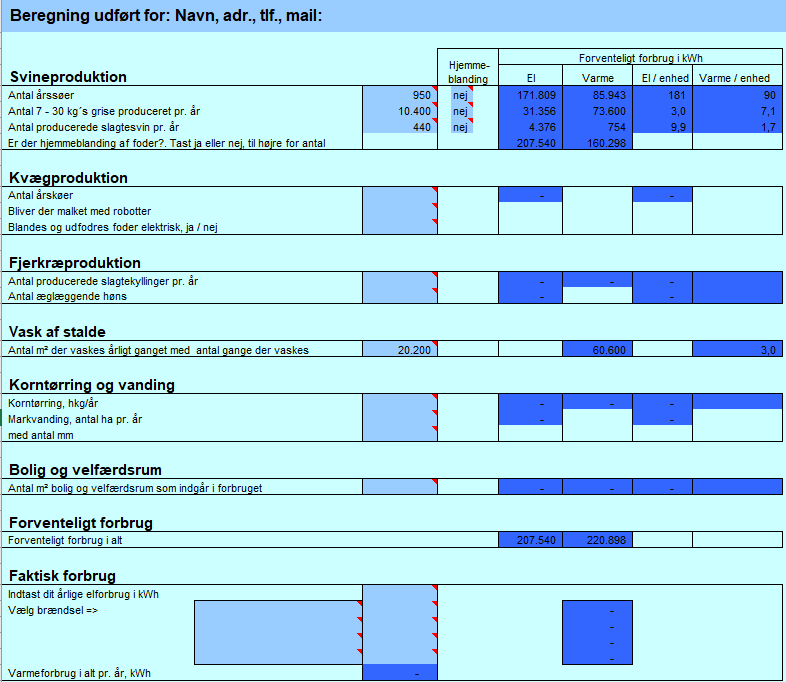 Beregning udført for: Navn, adr., tlf., mail:
Hjemme-
blanding
Forventeligt forbrug i kWh
Svineproduktion
El Varme El / enhed Varme / enhed
Antal årssøer 950 nej 171.809 85.943 181 90
Antal 7 - 30 kg´s grise produceret pr. år 10.400 nej 31.356 73.600 3,0 7,1
Antal producerede slagtesvin pr. år 440 nej 4.376 754 9,9 1,7
Er der hjemmeblanding af foder?. Tast ja eller nej, til højre for antal 207.540 160.298
Kvægproduktion
Antal årskøer - -
Bliver der malket med robotter
Blandes og udfodres foder elektrisk, ja / nej
Fjerkræproduktion
Antal producerede slagtekyllinger pr. år - - -
Antal æglæggende høns - -
Vask af stalde
Antal m² der vaskes årligt ganget med antal gange der vaskes 20.200 60.600 3,0
Korntørring og vanding
Korntørring, hkg/år - - -
Markvanding, antal ha pr. år - -
med antal mm
Bolig og velfærdsrum
Antal m² bolig og velfærdsrum som indgår i forbruget - - -
Forventeligt forbrug
Forventeligt forbrug i alt 207.540 220.898
Faktisk forbrug
Indtast dit årlige elforbrug i kWh
Vælg brændsel => -
-
-
-
Varmeforbrug i alt pr. år, kWh -